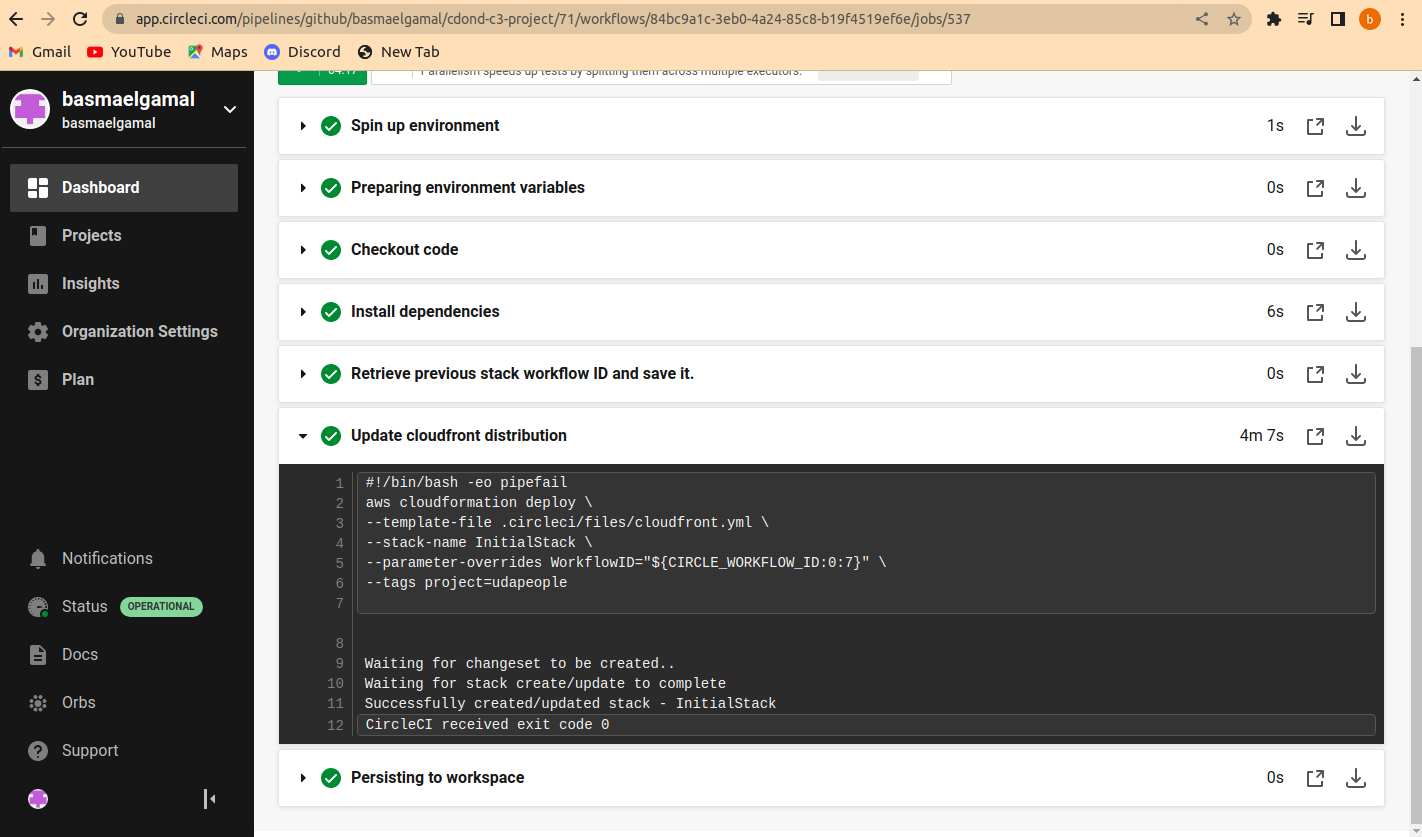 app.circleci.com/pipelines/github/basmaelgamal/cdond-c3-project/71/workflows/84bc9a1c-3eb0-4a24-85c8-b19f4519ef6e/jobs/537
b
Gmail YouTube Maps Discord New Tab
04:17 Parallelism speeds up tests by splitting them across multiple executors.
basmaelgamal
basmaelgamal
Dashboard
Projects
Insights
Organization Settings
Plan
Notifications
Status OPERATIONAL
Docs
Orbs
Support
Spin up environment 1s
Preparing environment variables 0s
Checkout code 0s
Install dependencies 6s
Retrieve previous stack workflow ID and save it. 0s
Update cloudfront distribution 4m 7s
1 #!/bin/bash -eo pipefail
2 aws cloudformation deploy \
3 --template-file .circleci/files/cloudfront.yml \
4 --stack-name InitialStack \
5 --parameter-overrides WorkflowID="${CIRCLE_WORKFLOW_ID:0:7}" \
6 --tags project=udapeople
7
8
9 Waiting for changeset to be created..
10 Waiting for stack create/update to complete
11 Successfully created/updated stack - InitialStack
12 CircleCI received exit code 0
Persisting to workspace 0s